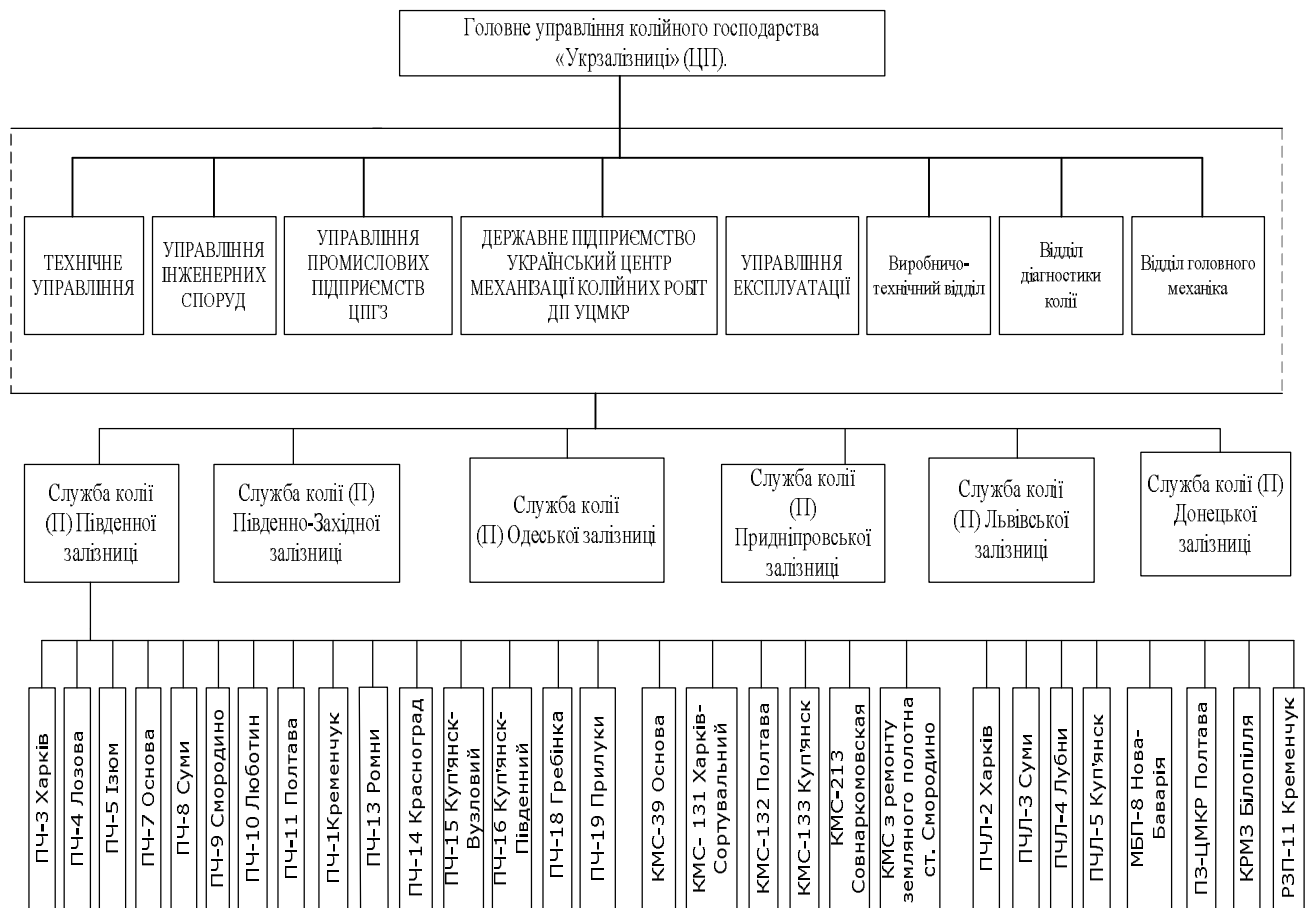 Головне управління колійного господарства
«Укрзалізниці» (ЦП).
ТЕХНІЧНЕ
УПРАВЛІННЯ
УПРАВЛІННЯ
ІНЖЕНЕРНИХ
СПОРУД
УПРАВЛІННЯ
ПРОМИСЛОВИХ
ПІДПРИЄМСТВ
ЦПГЗ
ДЕРЖАВНЕ ПІДПРИЄМСТВО
УКРАЇНСЬКИЙ ЦЕНТР
МЕХАНІЗАЦІЇ КОЛІЙНИХ РОБІТ
ДП УЦМКР
УПРАВЛІННЯ
ЕКСПЛУАТАЦІЇ
Виробничо-
технічний відділ
Відділ
діагностики
колії
Відділ головного
механіка
Служба колії
(П) Південної
залізниці
Служба колії (П)
Південно-Західної
залізниці
Служба колії
(П) Одеської залізниці
Служба колії
(П)
Придніпровської
залізниці
Служба колії
(П) Львівської
залізниці
Служба колії (П)
Донецької
залізниці
ПЧ-3 Харків
ПЧ-4 Лозова
ПЧ-5 Ізюм
ПЧ-7 Основа
ПЧ-8 Суми
ПЧ-9 Смородино
ПЧ-10 Люботин
ПЧ-11 Полтава
ПЧ-1Кременчук
ПЧ-13 Ромни
ПЧ-14 Красноград
ПЧ-15 Куп'янск-
Вузловий
ПЧ-16 Куп'янск-
Південний
ПЧ-18 Гребінка
ПЧ-19 Прилуки
КМС-39 Основа
КМС- 131 Харків-
Сортувальний
КМС-132 Полтава
КМС-133 Куп'янск
КМС-213
Совнаркомовская
КМС з ремонту
земляного полотна
ст. Смородино
ПЧЛ-2 Харків
ПЧЛ-3 Суми
ПЧЛ-4 Лубни
ПЧЛ-5 Куп'янск
МБП-8 Нова-
Баварія
ПЗ-ЦМКР Полтава
КРМЗ Білопілля
РЗП-11 Кременчук